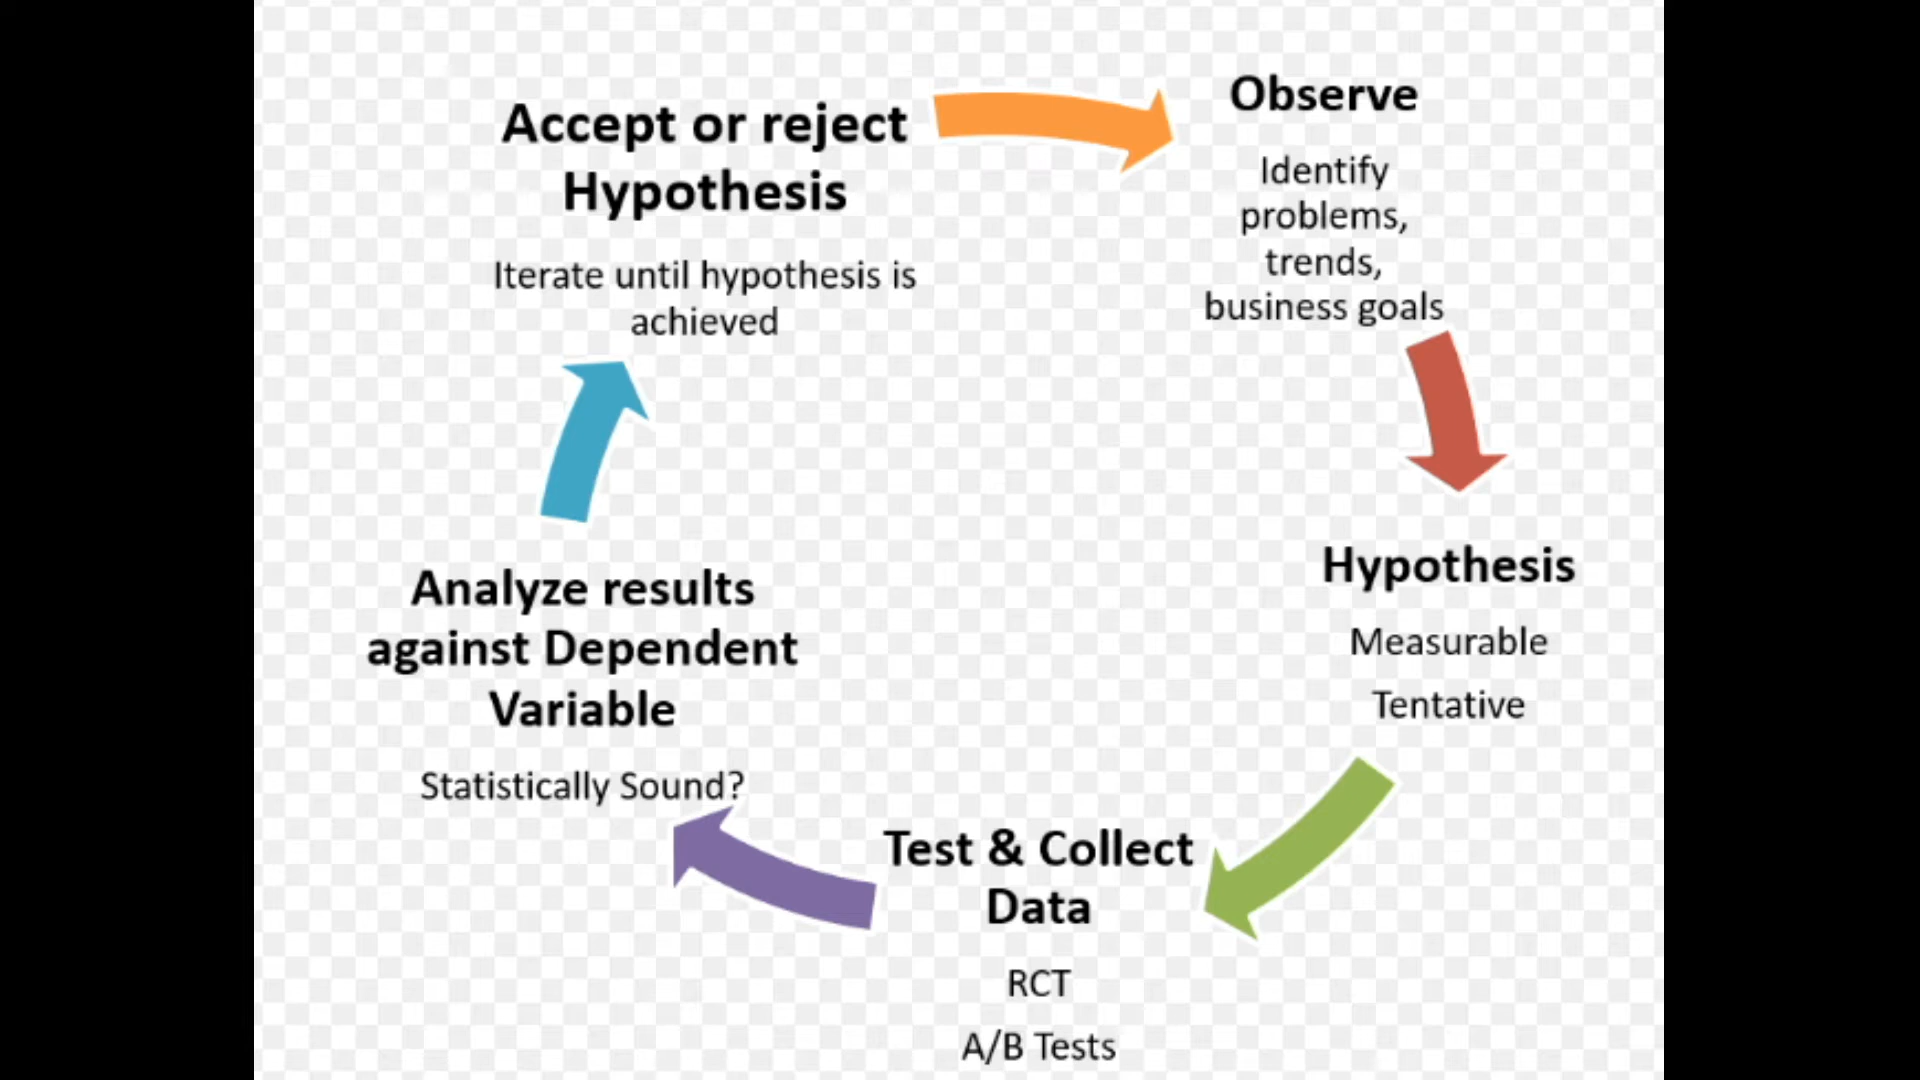 Accept or reject
Hypothesis
Iterate until hypothesis is
achieved
Observe
Identify
problems,
trends,
business goals
Hypothesis
Measurable
Tentative
Test & Collect
Data
RCT
A/B Tests
Analyze results
against Dependent
Variable
Statistically Sound?